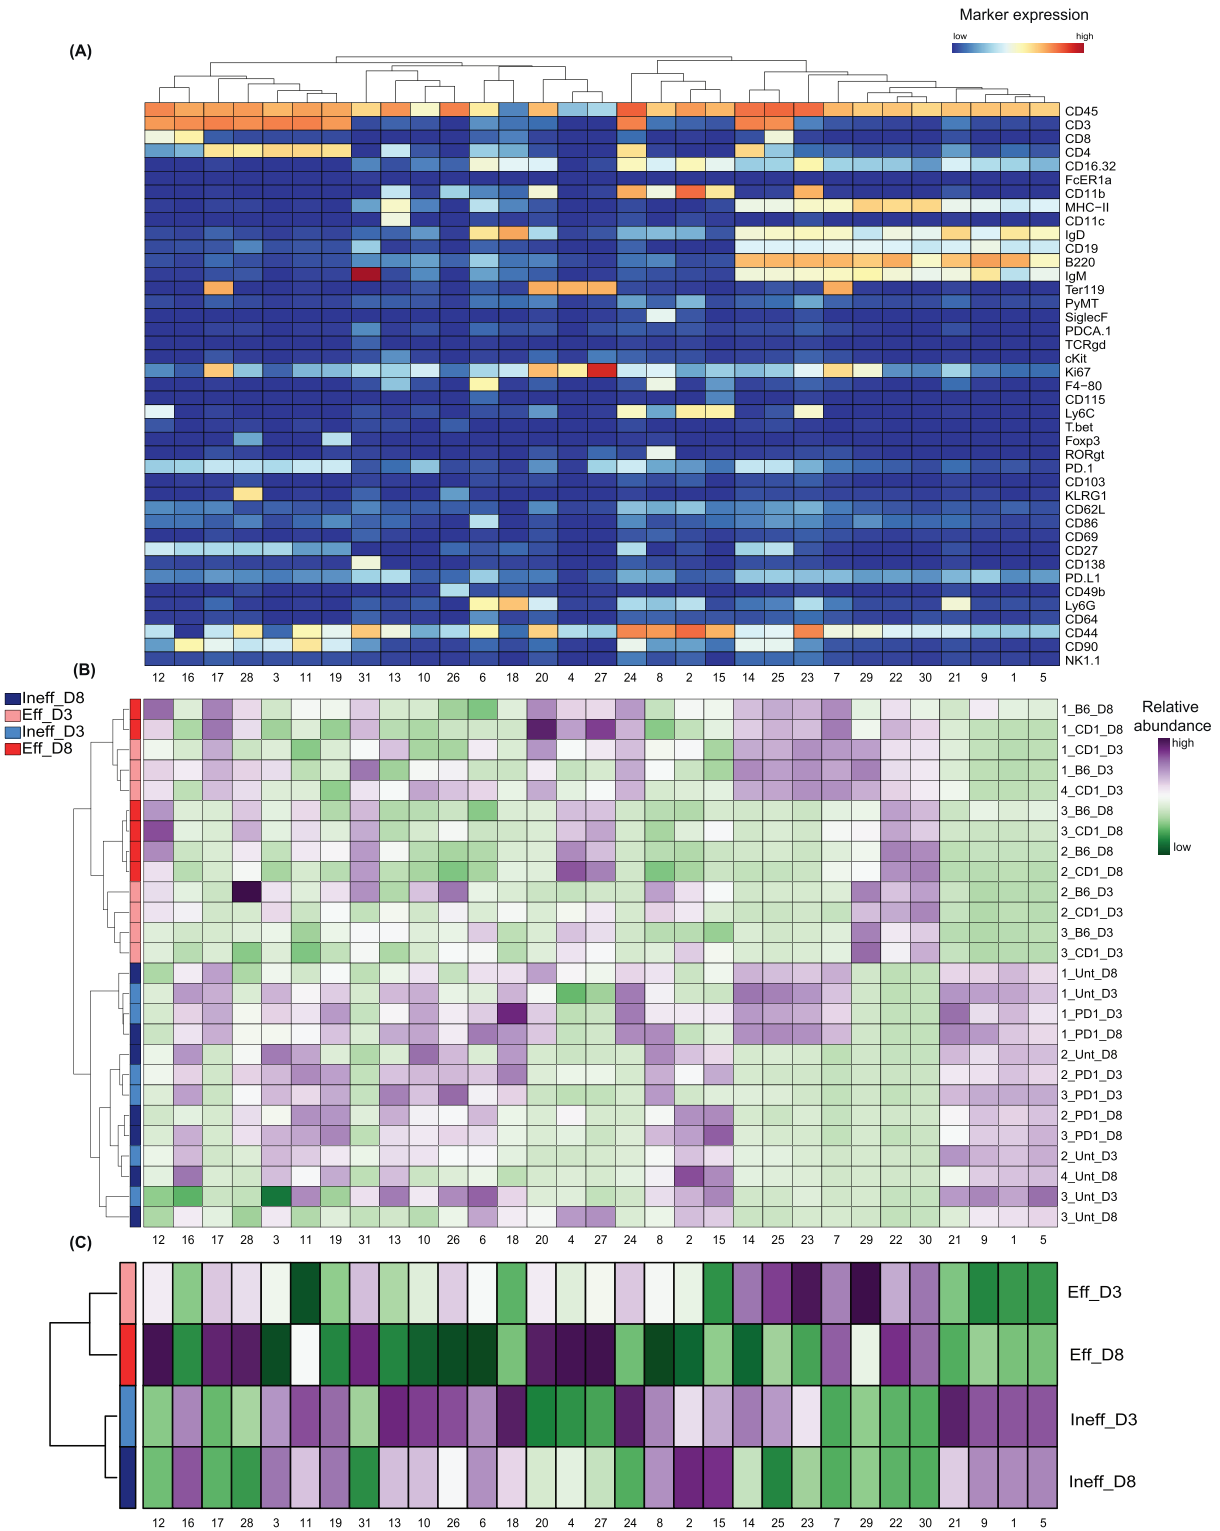 Marker expression
low high
(A)
CD45
CD3
CD8
CD4
CD16.32
FcER1a
CD11b
MHC−II
CD11c
IgD
CD19
B220
IgM
Ter119
PyMT
SiglecF
PDCA.1
TCRgd
cKit
Ki67
F4−80
CD115
Ly6C
T.bet
Foxp3
RORgt
PD.1
CD103
KLRG1
CD62L
CD86
CD69
CD27
CD138
PD.L1
CD49b
Ly6G
CD64
CD44
CD90
NK1.1
12 16 17 28 3 11 19 31 13 10 26 6 18 20 4 27 24 8 2 15 14 25 23 7 29 22 30 21 9 1 5
(B)
Ineff_D8
Eff_D3
Ineff_D3
Eff_D8
Relative
abundance
high
low
1_B6_D8
1_CD1_D8
1_CD1_D3
1_B6_D3
4_CD1_D3
3_B6_D8
3_CD1_D8
2_B6_D8
2_CD1_D8
2_B6_D3
2_CD1_D3
3_B6_D3
3_CD1_D3
1_Unt_D8
1_Unt_D3
1_PD1_D3
1_PD1_D8
2_Unt_D8
2_PD1_D3
3_PD1_D3
2_PD1_D8
3_PD1_D8
2_Unt_D3
4_Unt_D8
3_Unt_D3
3_Unt_D8
12 16 17 28 3 11 19 31 13 10 26 6 18 20 4 27 24 8 2 15 14 25 23 7 29 22 30 21 9 1 5
(C)
Eff_D3
Eff_D8
Ineff_D3
Ineff_D8
12 16 17 28 3 11 19 31 13 10 26 6 18 20 4 27 24 8 2 15 14 25 23 7 29 22 30 21 9 1 5